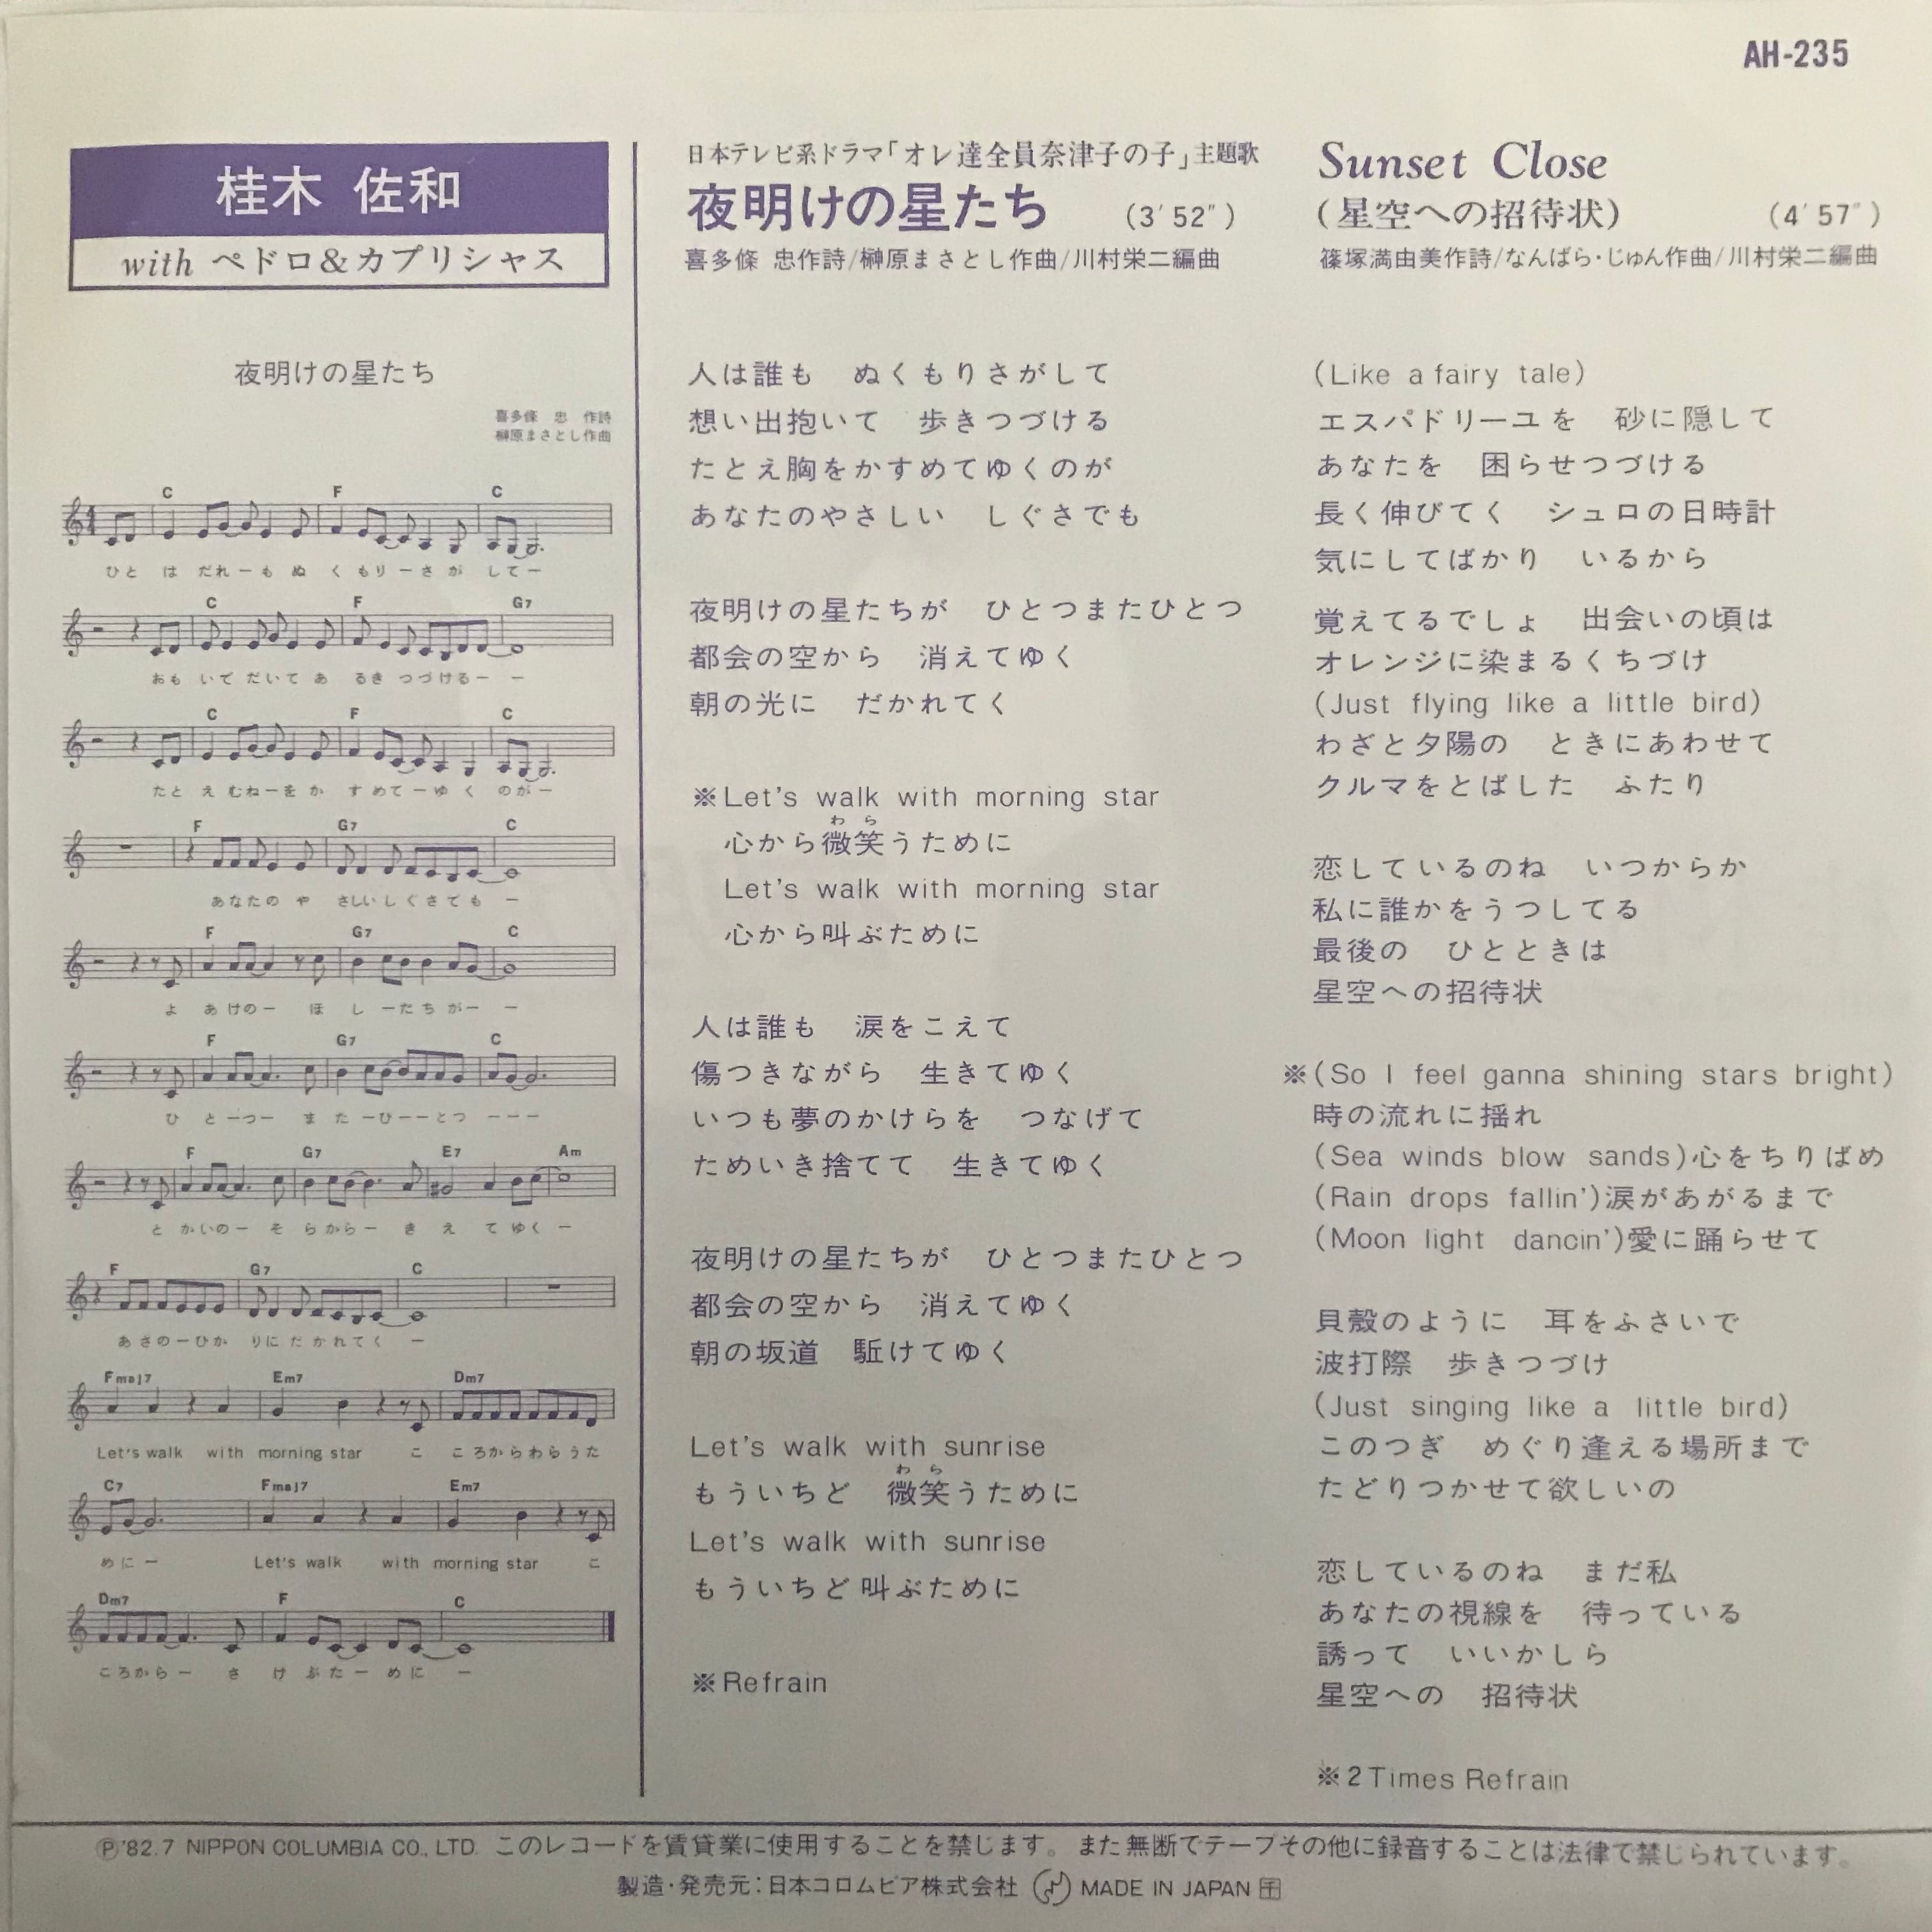 AH-235
桂木 佐和
with ペドロ&カプリシャス
夜明けの星たち
喜多條 忠 作詩
榊原まさとし作曲
C F C
ひと は だれーも ぬ く もりーさ が してー
C F G7
おも いで だいて あ るき つづけるー ー
C F C
たと え むねーを か す めてーゆ く のがー
F G7 C
あなたの や さしいしぐさでも ー
F G7 C
よ あけのー ほ し ーたち がー ー
F G7 C
ひ とーつー ま た ーひーーとつ ーーー
F G7 E7 Am
と かいのー そ らからー き え て ゆく ー
F G7 C
あさのーひか りに だ かれてく ー
Fmaj7 Em7 Dm7
Let's walk with morning star こ ころからわらうた
C7 Fmaj7 Em7
めにー Let's walk with morning star こ
Dm7 F C
ころからー さ け ぶたー めに ー
日本テレビ系ドラマ「オレ達全員奈津子の子」主題歌
夜明けの星たち (3′52″)
喜多條 忠作詩/榊原まさとし作曲/川村栄二編曲
人は誰も ぬくもりさがして
想い出抱いて 歩きつづける
たとえ胸をかすめてゆくのが
あなたのやさしい しぐさでも
夜明けの星たちが ひとつまたひとつ
都会の空から 消えてゆく
朝の光に だかれてく
※Let's walk with morning star
わら
心から微笑うために
Let's walk with morning star
心から叫ぶために
人は誰も 涙をこえて
傷つきながら 生きてゆく
いつも夢のかけらを つなげて
ためいき捨てて 生きてゆく
夜明けの星たちが ひとつまたひとつ
都会の空から 消えてゆく
朝の坂道 駈けてゆく
Let's walk with sunrise
わら
もういちど 微笑うために
Let's walk with sunrise
もういちど叫ぶために
※Refrain
Sunset Close
(星空への招待状) (4′57″)
篠塚満由美作詩/なんばら・じゅん作曲/川村栄二編曲
(Like a fairy tale)
エスパドリーユを 砂に隠して
あなたを 困らせつづける
長く伸びてく シュロの日時計
気にしてばかり いるから
覚えてるでしょ 出会いの頃は
オレンジに染まるくちづけ
(Just flying like a little bird)
わざと夕陽の ときにあわせて
クルマをとばした ふたり
恋しているのね いつからか
私に誰かをうつしてる
最後の ひとときは
星空への招待状
※(So I feel ganna shining stars bright)
時の流れに揺れ
(Sea winds blow sands)心をちりばめ
(Rain drops fallin')涙があがるまで
(Moon light dancin')愛に踊らせて
貝殻のように 耳をふさいで
波打際 歩きつづけ
(Just singing like a little bird)
このつぎ めぐり逢える場所まで
たどりつかせて欲しいの
恋しているのね まだ私
あなたの視線を 待っている
誘って いいかしら
星空への 招待状
※2Times Refrain
Ⓟ'82.7 NIPPON COLUMBIA CO., LTD. このレコードを賃貸業に使用することを禁じます。また無断でテープその他に録音することは法律で禁じられています。
製造・発売元:日本コロムビア株式会社 MADE IN JAPAN